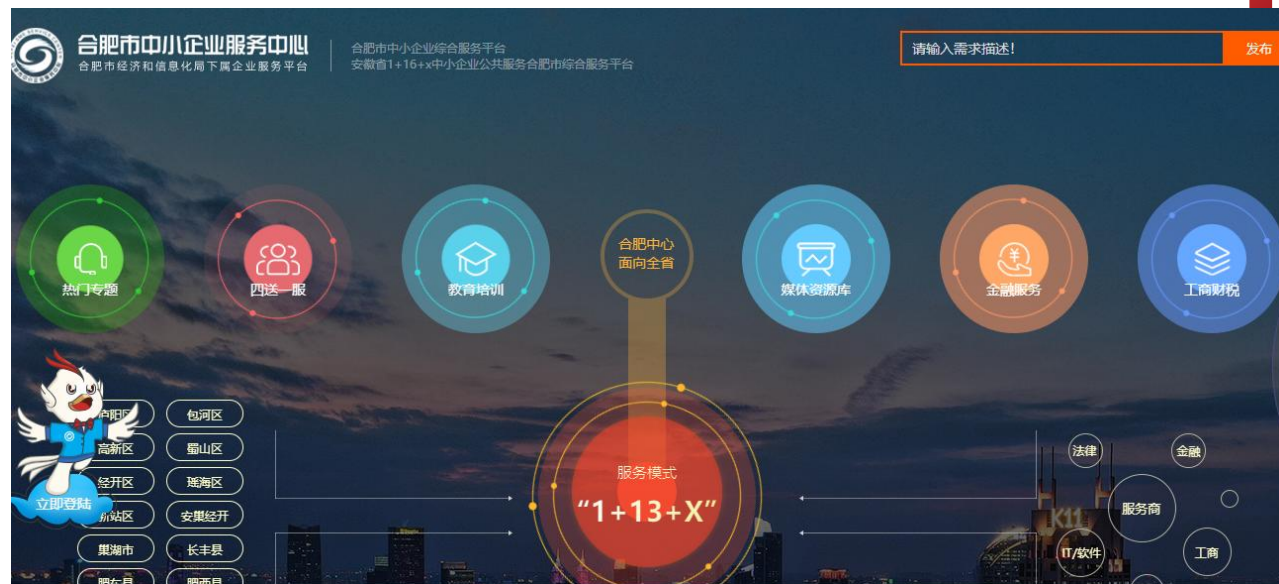 合肥市中小企业服务中心
合肥市经济和信息化局下属企业服务平台
合肥市中小企业综合服务平台
安徽省1+16+x中小企业公共服务合肥市综合服务平台
请输入需求描述!
发布
热门专题
四送一服
教育培训
合肥中心
面向全省
媒体资源库
金融服务
工商财税
包河区
高新区
蜀山区
经开区
瑶海区
立即登陆
安巢经开
巢湖市
长丰县
肥东县
肥西县
服务模式
“1+13+X”
法律
金融
服务商
K11
IT/软件
工商